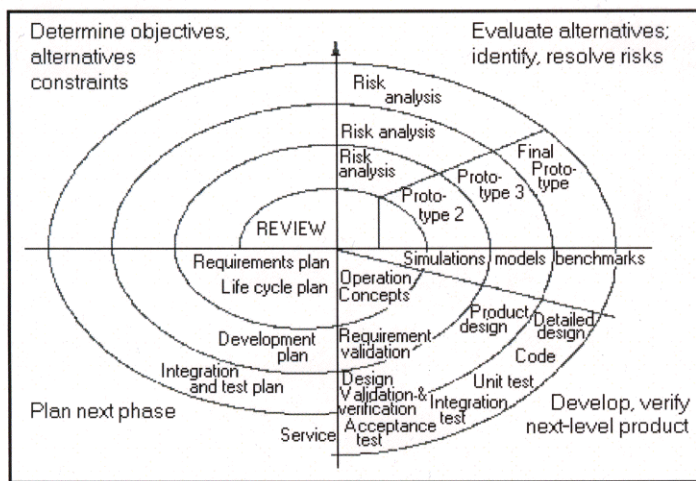 Determine objectives,
alternatives
constraints
Evaluate alternatives;
identify, resolve risks
Risk
analysis
Risk analysis
Risk
analysis
Final
Proto-
type
Proto-
type 3
Proto-
type 2
REVIEW
Requirements plan
Life cycle plan
Simulations models benchmarks
Operation
Concepts
Development
plan
Requirement
validation
Product
design
Detailed
design
Integration
and test plan
Design
Validation-&
verification
Code
Unit test
Integration
test
Acceptance
test
Service
Plan next phase
Develop, verify
next-level product